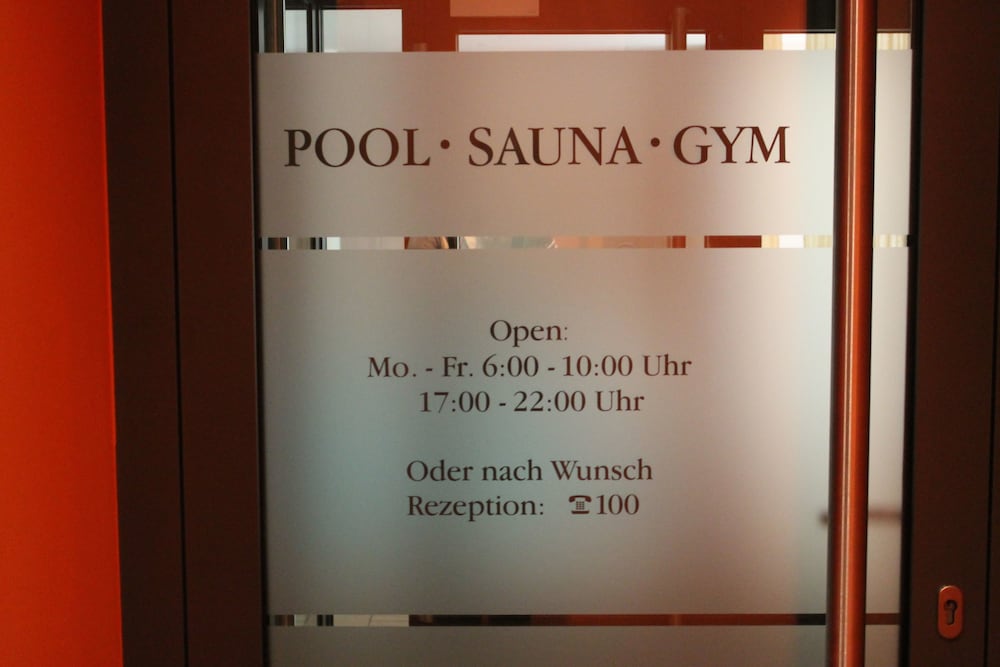 POOL · SAUNA · GYM
Open:
Mo. - Fr. 6:00 - 10:00 Uhr
17:00 - 22:00 Uhr
Oder nach Wunsch
Rezeption: ☎100